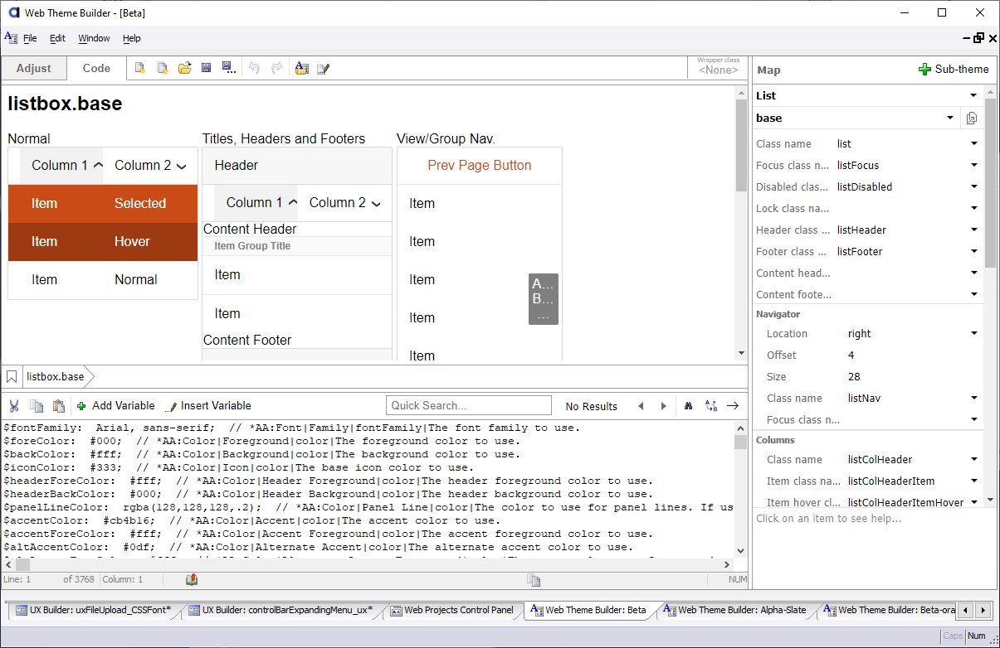 Web Theme Builder - [Beta]
File Edit Window Help
Adjust Code
Wrapper class
<None>
listbox.base
Normal
Column 1 Column 2
Item Selected
Item Hover
Item Normal
Titles, Headers and Footers
Header
Column 1 Column 2
Content Header
Item Group Title
Item
Item
Content Footer
View/Group Nav.
Prev Page Button
Item
Item
Item
Item
Item
A...
B...
...
listbox.base
Add Variable Insert Variable Quick Search... No Results
$fontFamily:  Arial, sans-serif;  // *AA:Font|Family|fontFamily|The font family to use.
$foreColor:  #000;  // *AA:Color|Foreground|color|The foreground color to use.
$backColor:  #fff;  // *AA:Color|Background|color|The background color to use.
$iconColor:  #333;  // *AA:Color|Icon|color|The base icon color to use.
$headerForeColor:  #fff;  // *AA:Color|Header Foreground|color|The header foreground color to use.
$headerBackColor:  #000;  // *AA:Color|Header Background|color|The header background color to use.
$panelLineColor:  rgba(128,128,128,.2);  // *AA:Color|Panel Line|color|The color to use for panel lines. If us
$accentColor:  #cb4b16;  // *AA:Color|Accent|color|The accent color to use.
$accentForeColor:  #fff;  // *AA:Color|Accent Foreground|color|The accent foreground color to use.
$altAccentColor:  #0df;  // *AA:Color|Alternate Accent|color|The alternate accent color to use.
Line: 1 of 3768 Column: 1 NUM
Map Sub-theme
List
base
Class name list
Focus class n... listFocus
Disabled clas... listDisabled
Lock class na...
Header class ... listHeader
Footer class ... listFooter
Content head...
Content foote...
Navigator
Location right
Offset 4
Size 28
Class name listNav
Focus class n...
Columns
Class name listColHeader
Item class na... listColHeaderItem
Item hover cl... listColHeaderItemHover
Click on an item to see help...
UX Builder: uxFileUpload_CSSFont* UX Builder: controlBarExpandingMenu_ux* Web Projects Control Panel Web Theme Builder: Beta Web Theme Builder: Alpha-Slate Web Theme Builder: Beta-ora
Caps Num